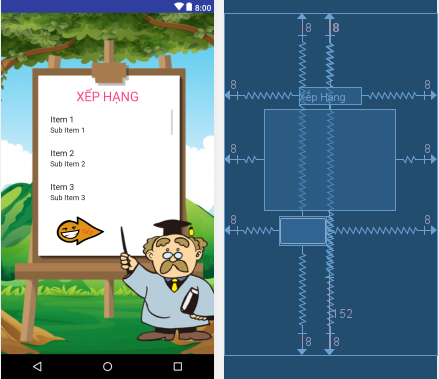 8:00
XẾP HẠNG
Item 1
Sub Item 1
Item 2
Sub Item 2
Item 3
Sub Item 3
8
8
8
Xếp Hạng
8
8
8
8
8
152
8
8